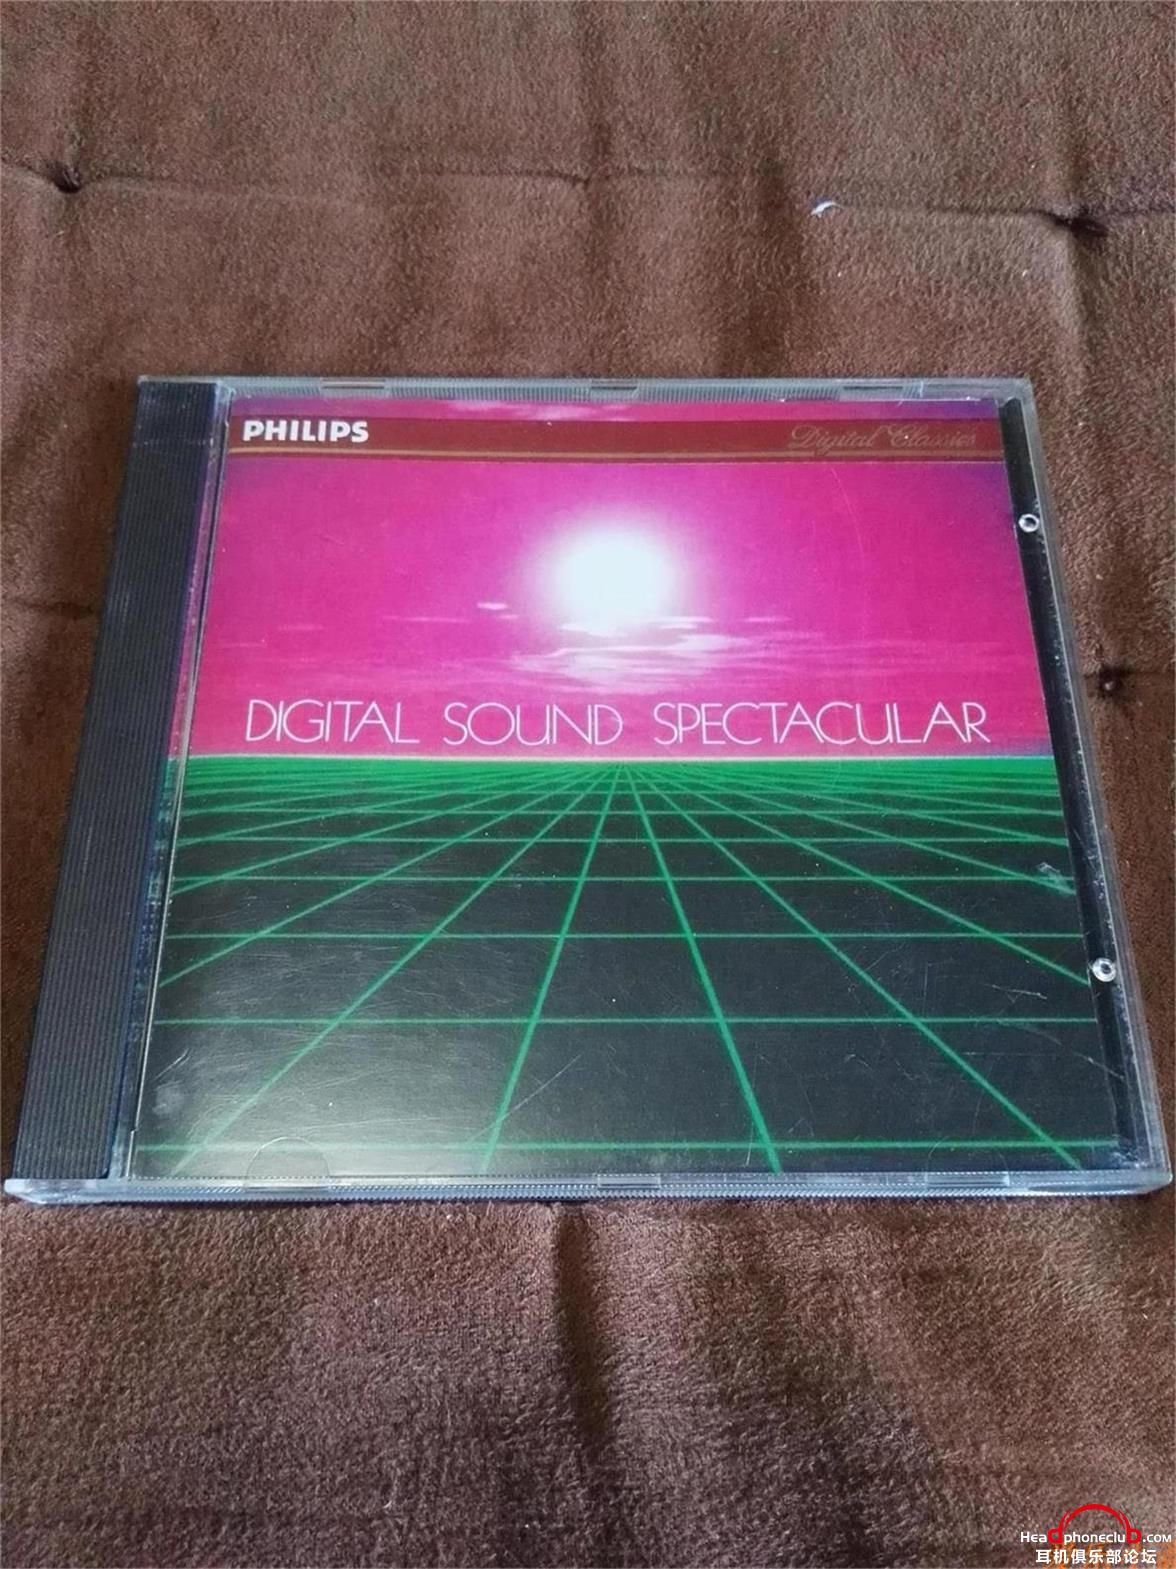 PHILIPS
Digital Classics
DIGITAL SOUND SPECTACULAR
Headphoneclub.com
耳机俱乐部论坛